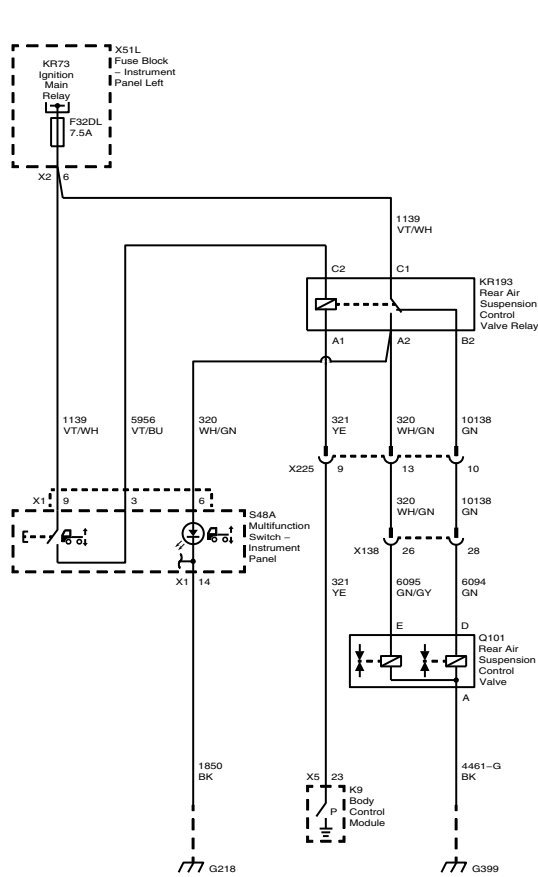 X51L
Fuse Block
– Instrument
Panel Left
KR73
Ignition
Main
Relay
F32DL
7.5A
X2 6
1139
VT/WH
C2 C1
KR193
Rear Air
Suspension
Control
Valve Relay
A1 A2 B2
1139
VT/WH
5956
VT/BU
320
WH/GN
321
YE
320
WH/GN
10138
GN
X225 9 13 10
X1 9 3 6
S48A
Multifunction
Switch –
Instrument
Panel
320
WH/GN
10138
GN
X138 26 28
X1 14
321
YE
6095
GN/GY
6094
GN
E D
Q101
Rear Air
Suspension
Control
Valve
A
1850
BK
4461–G
BK
X5 23
K9
Body
Control
Module
P
G218
G399